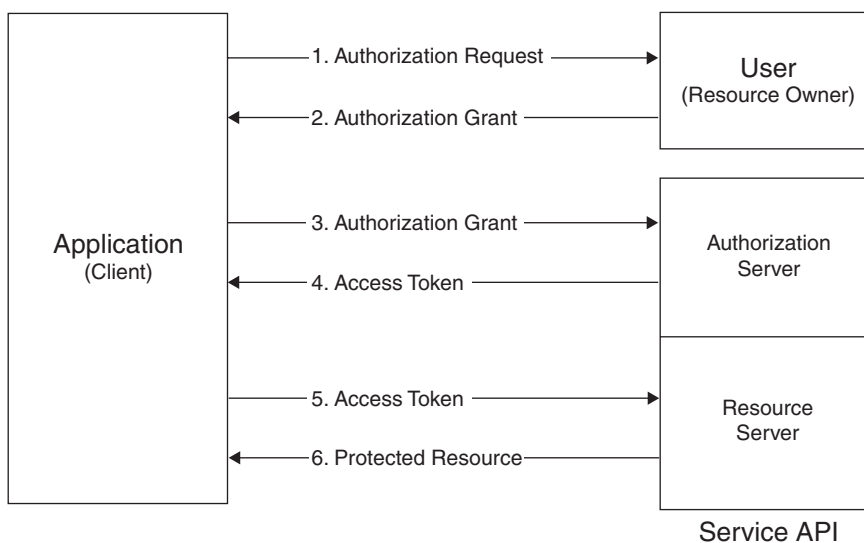 1. Authorization Request
User
(Resource Owner)
2. Authorization Grant
Application
(Client)
3. Authorization Grant
Authorization
Server
4. Access Token
5. Access Token
Resource
Server
6. Protected Resource
Service API